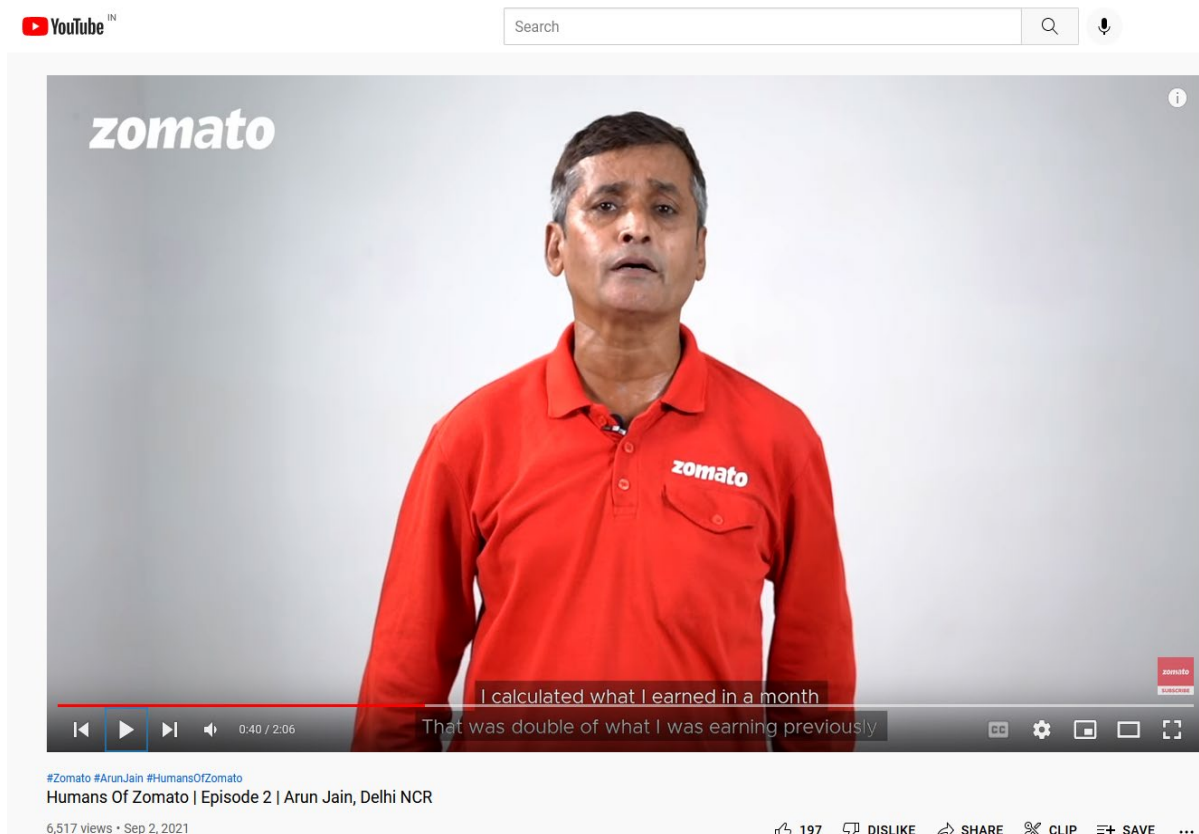 YouTube IN
Search
zomato
zomato
zomato
SUBSCRIBE
I calculated what I earned in a month
That was double of what I was earning previously
0:40 / 2:06
CC
#Zomato #ArunJain #HumansOfZomato
Humans Of Zomato | Episode 2 | Arun Jain, Delhi NCR
6,517 views • Sep 2, 2021
197 DISLIKE SHARE CLIP SAVE